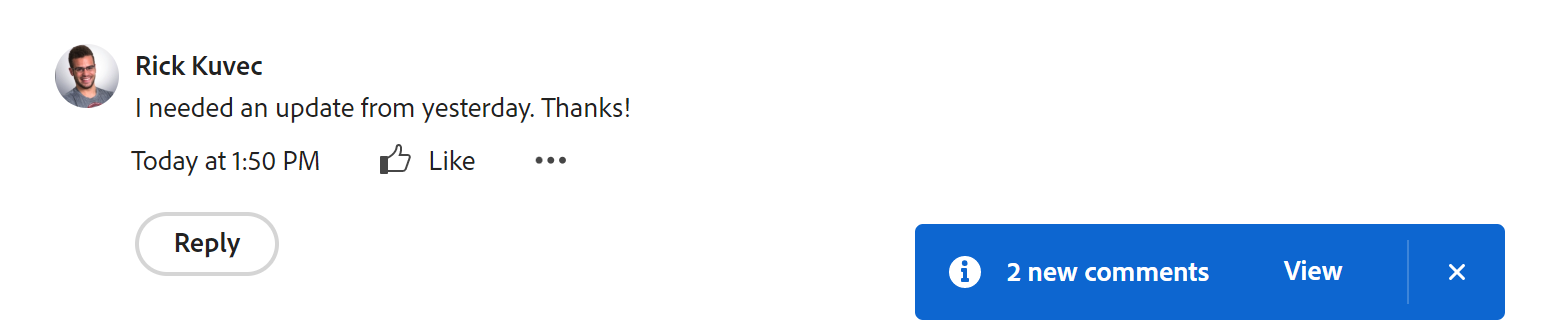 Rick Kuvec
I needed an update from yesterday. Thanks!
Today at 1:50 PM Like
Reply
2 new comments View